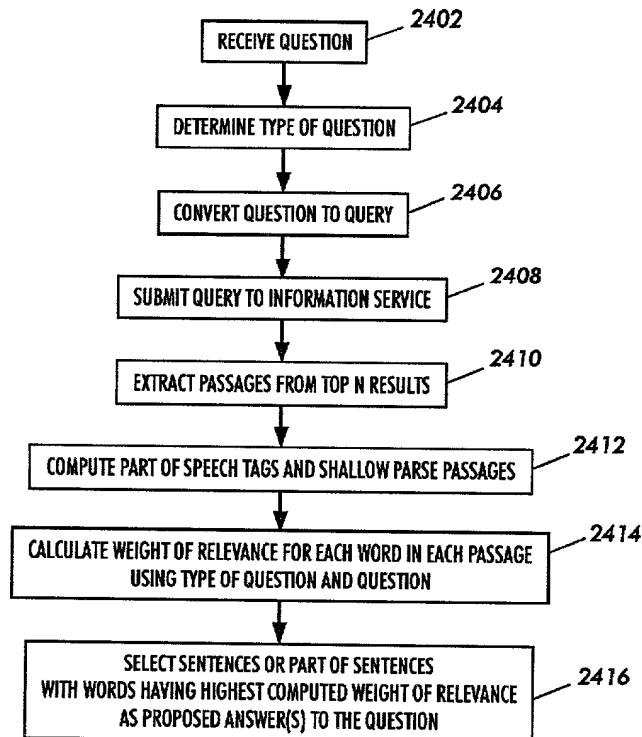 2402
RECEIVE QUESTION
2404
DETERMINE TYPE OF QUESTION
2406
CONVERT QUESTION TO QUERY
2408
SUBMIT QUERY TO INFORMATION SERVICE
2410
EXTRACT PASSAGES FROM TOP N RESULTS
2412
COMPUTE PART OF SPEECH TAGS AND SHALLOW PARSE PASSAGES
2414
CALCULATE WEIGHT OF RELEVANCE FOR EACH WORD IN EACH PASSAGE
USING TYPE OF QUESTION AND QUESTION
SELECT SENTENCES OR PART OF SENTENCES
WITH WORDS HAVING HIGHEST COMPUTED WEIGHT OF RELEVANCE
2416
AS PROPOSED ANSWER(S) TO THE QUESTION